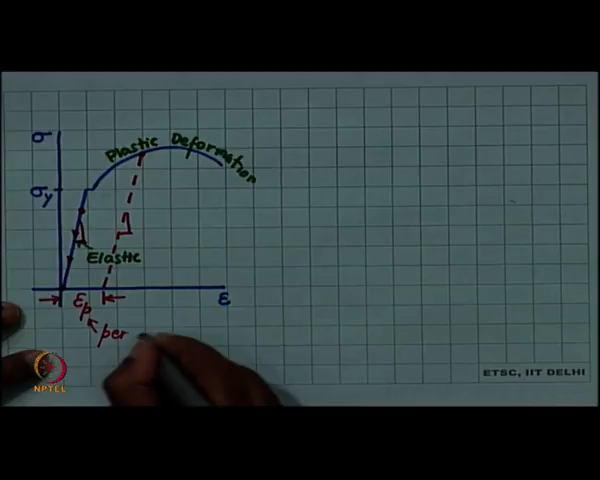 σ
Plastic Deformation
σy
Elastic
εp
ε
per
ETSC, IIT DELHI
NPTEL